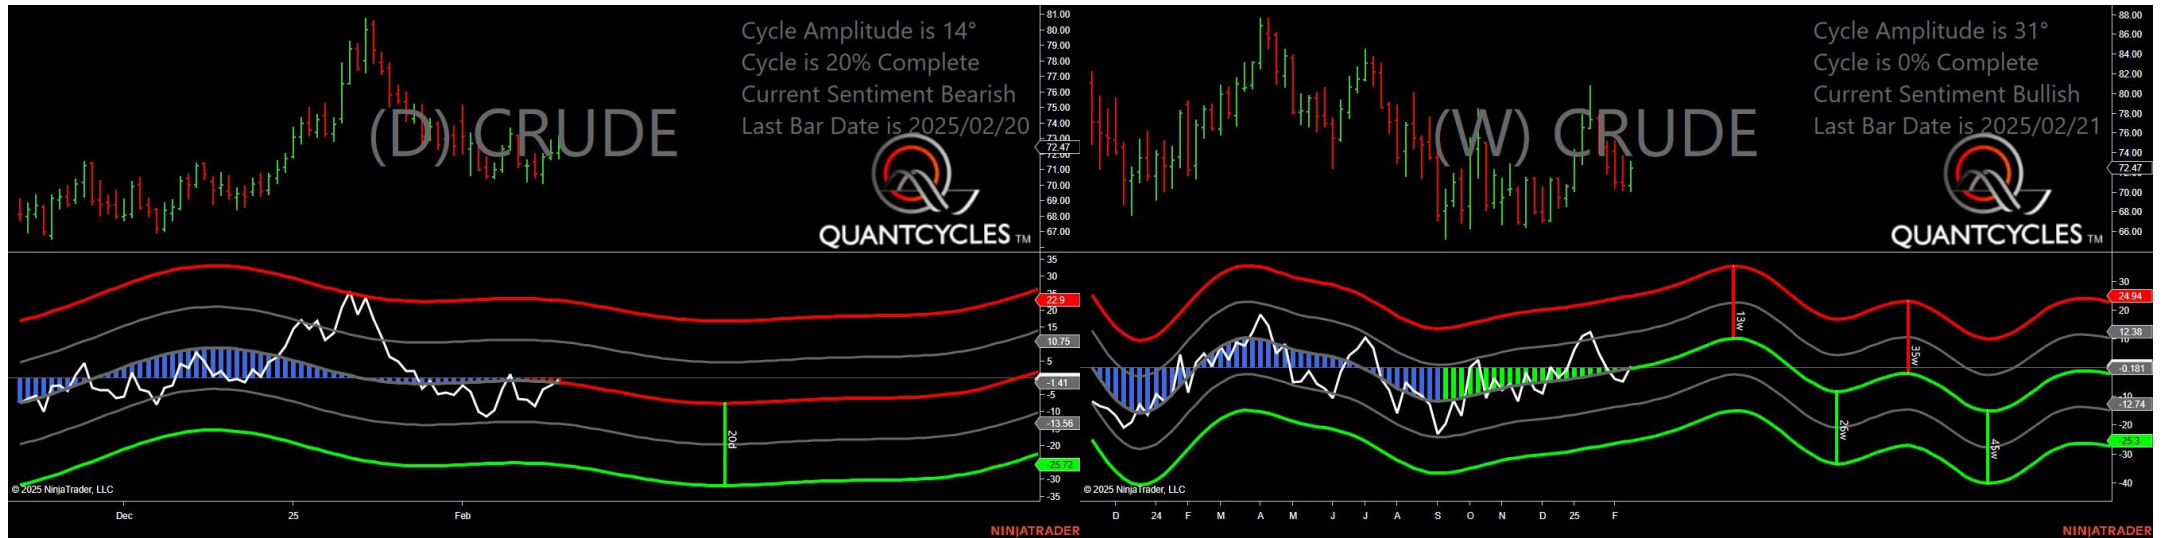 Cycle Amplitude is 14°
Cycle is 20% Complete
Current Sentiment Bearish
Last Bar Date is 2025/02/20
(D) CRUDE
QUANTCYCLES TM
81.00
80.00
79.00
78.00
77.00
76.00
75.00
74.00
73.00
72.47
72.00
71.00
70.00
69.00
68.00
67.00
35
30
22.9
20
15
10.75
5
-1.41
-5
-10
-13.56
-20
-25.72
-30
-35
20d
© 2025 NinjaTrader, LLC
Dec
25
Feb
NINJATRADER
Cycle Amplitude is 31°
Cycle is 0% Complete
Current Sentiment Bullish
Last Bar Date is 2025/02/21
(W) CRUDE
QUANTCYCLES TM
88.00
86.00
84.00
82.00
80.00
78.00
76.00
74.00
72.47
70.00
68.00
66.00
30
24.94
20
12.38
10
-0.181
-10
-12.74
-20
-25.3
-30
-40
13w
35w
26w
45w
© 2025 NinjaTrader, LLC
D
24
F
M
A
M
J
J
A
S
O
N
D
25
F
NINJATRADER